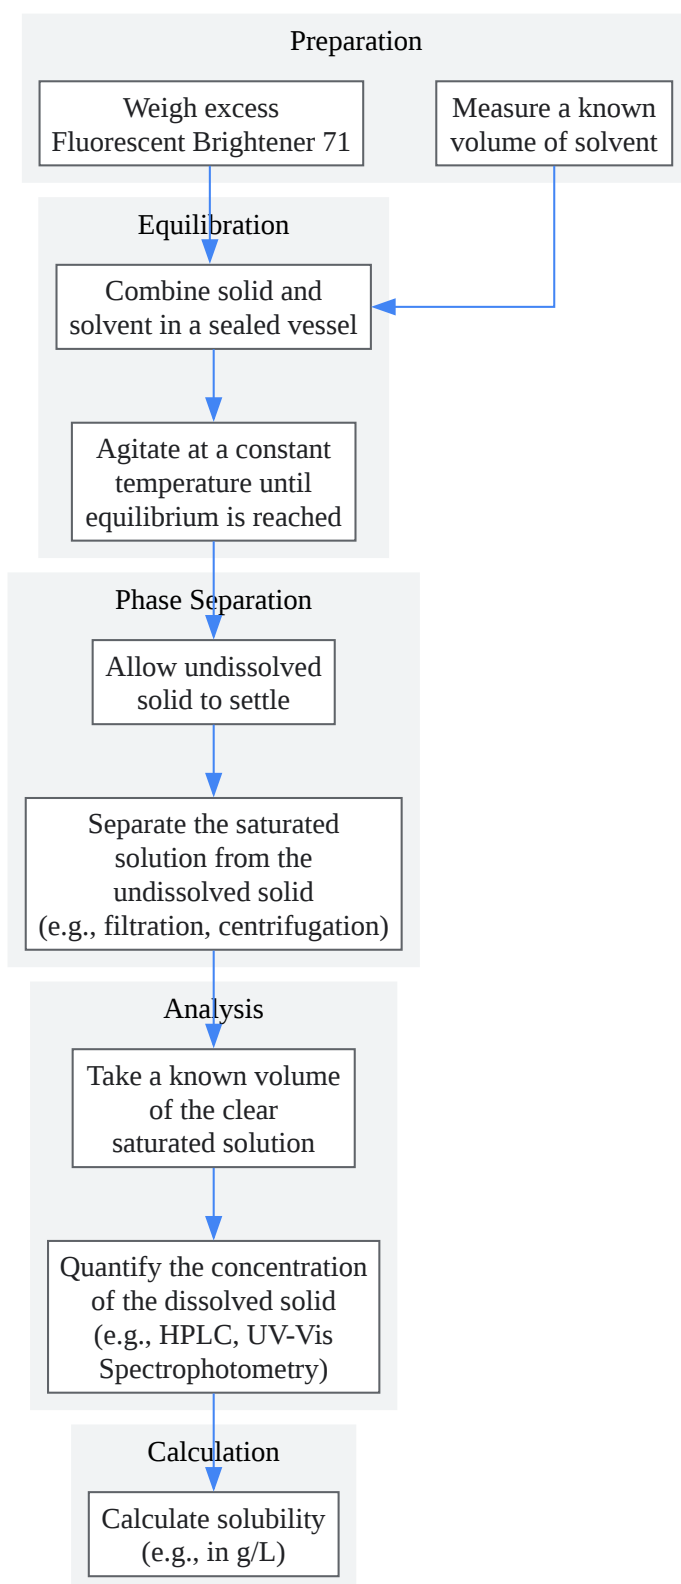 Preparation
Weigh excess
Fluorescent Brightener 71
Measure a known
volume of solvent
Equilibration
Combine solid and
solvent in a sealed vessel
Agitate at a constant
temperature until
equilibrium is reached
Phase Separation
Allow undissolved
solid to settle
Separate the saturated
solution from the
undissolved solid
(e.g., filtration, centrifugation)
Analysis
Take a known volume
of the clear
saturated solution
Quantify the concentration
of the dissolved solid
(e.g., HPLC, UV-Vis
Spectrophotometry)
Calculation
Calculate solubility
(e.g., in g/L)